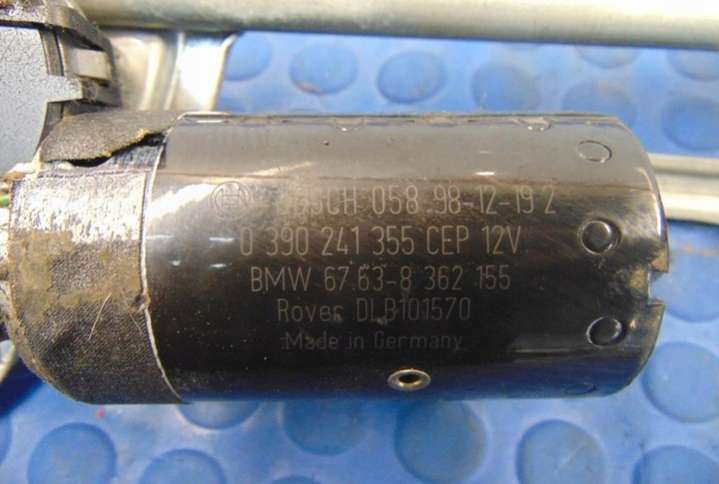 BOSCH 058 98-12-19 2
0 390 241 355 CEP 12V
BMW 67.63-8 362 155
Rover DLB101570
Made in Germany